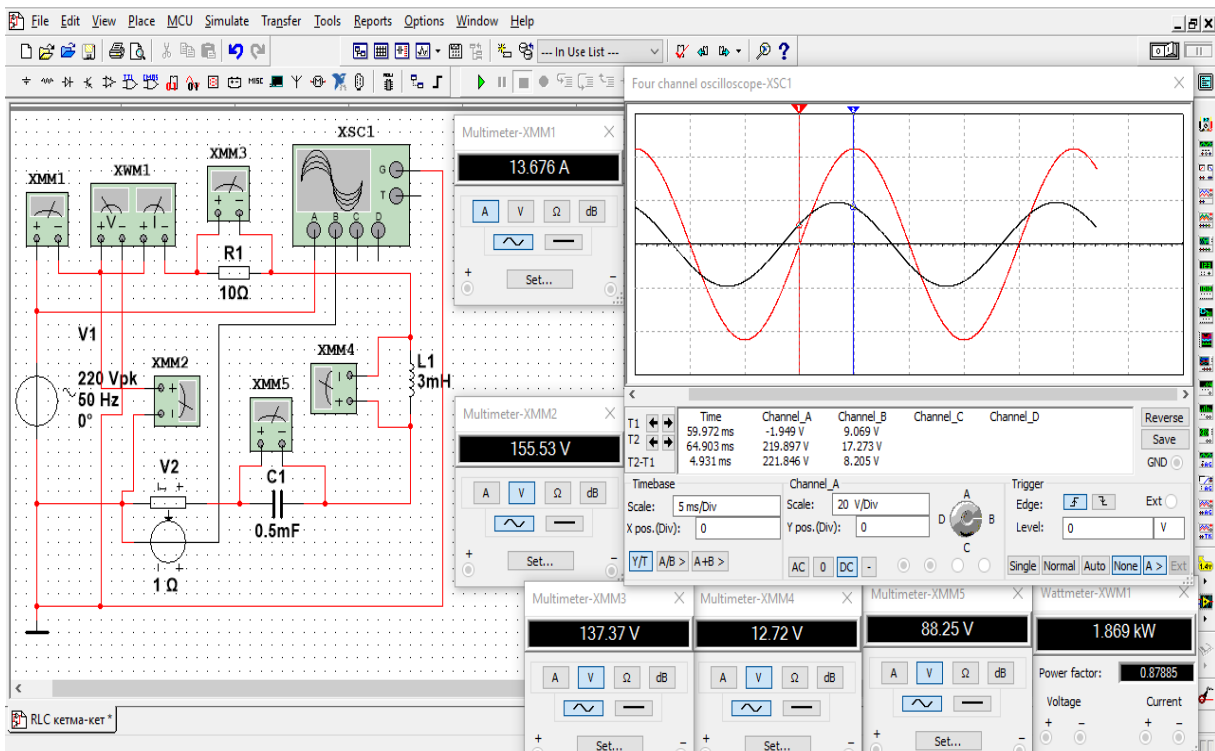 File Edit View Place MCU Simulate Transfer Tools Reports Options Window Help
--- In Use List ---
MISC
Four channel oscilloscope-XSC1
1 2
Multimeter-XMM1
13.676 A
A V Ω dB
+ Set... -
XSC1
G
T
A B C D
XMM3
XWM1
XMM1
+ -
+ V - + I -
R1
10Ω
V1
220 Vpk
50 Hz
0°
XMM2
XMM4
XMM5
L1
3mH
V2
C1
0.5mF
1 Ω
Multimeter-XMM2
155.53 V
A V Ω dB
+ Set... -
Time Channel_A Channel_B Channel_C Channel_D
T1 59.972 ms -1.949 V 9.069 V
T2 64.903 ms 219.897 V 17.273 V
T2-T1 4.931 ms 221.846 V 8.205 V
Reverse
Save
GND
Timebase
Scale: 5 ms/Div
X pos.(Div): 0
Y/T A/B > A+B >
Channel_A
Scale: 20 V/Div
Y pos.(Div): 0
AC 0 DC -
A
D B
C
Trigger
Edge: Ext
Level: 0 V
Single Normal Auto None A > Ext
Multimeter-XMM3
137.37 V
A V Ω dB
+ Set... -
Multimeter-XMM4
12.72 V
A V Ω dB
+ Set... -
Multimeter-XMM5
88.25 V
A V Ω dB
+ Set... -
Wattmeter-XWM1
1.869 kW
Power factor: 0.87885
Voltage Current
+ - + -
RLC кетма-кет *